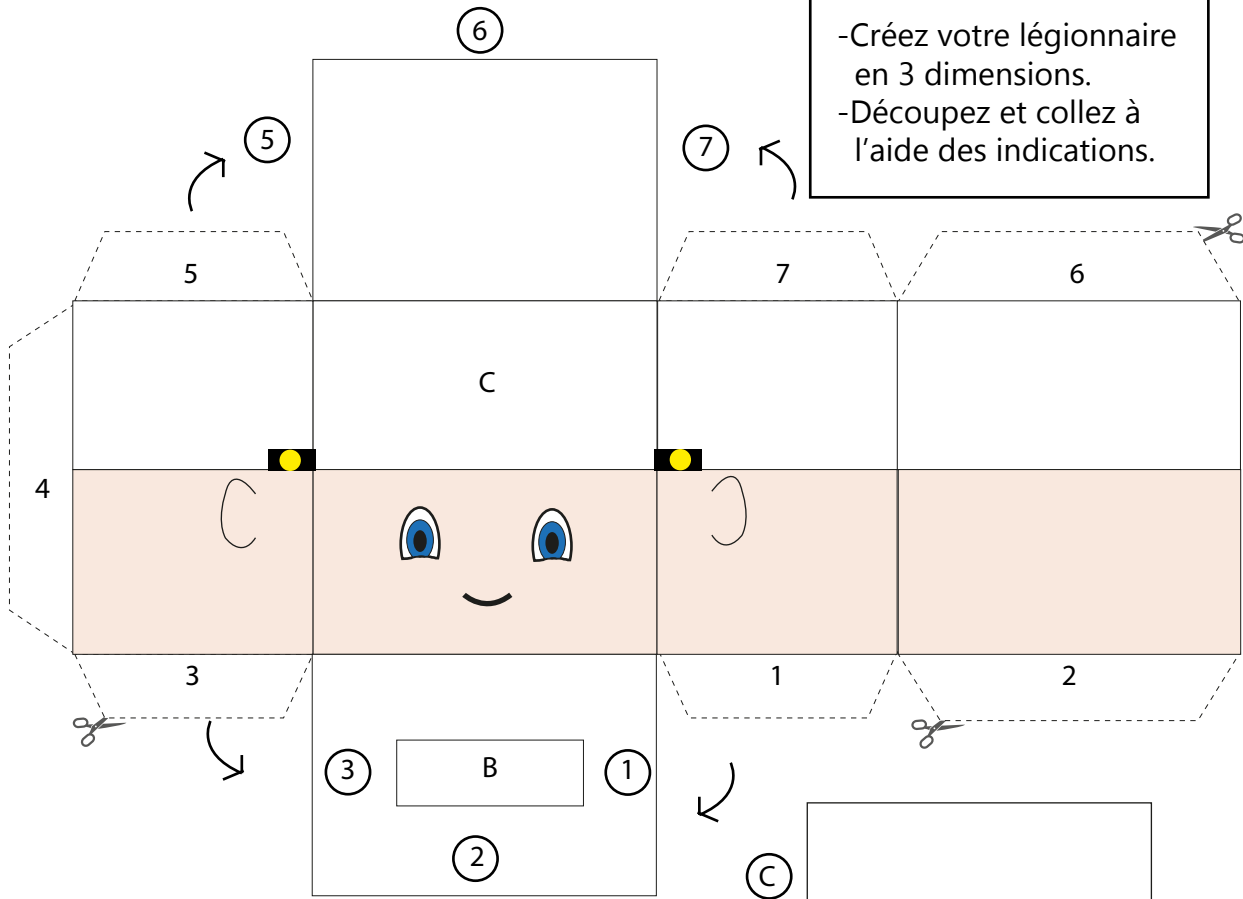 -Créez votre légionnaire
en 3 dimensions.
-Découpez et collez à
l'aide des indications.
6
5
7
5
7
6
C
4
3
1
2
3
B
1
2
C